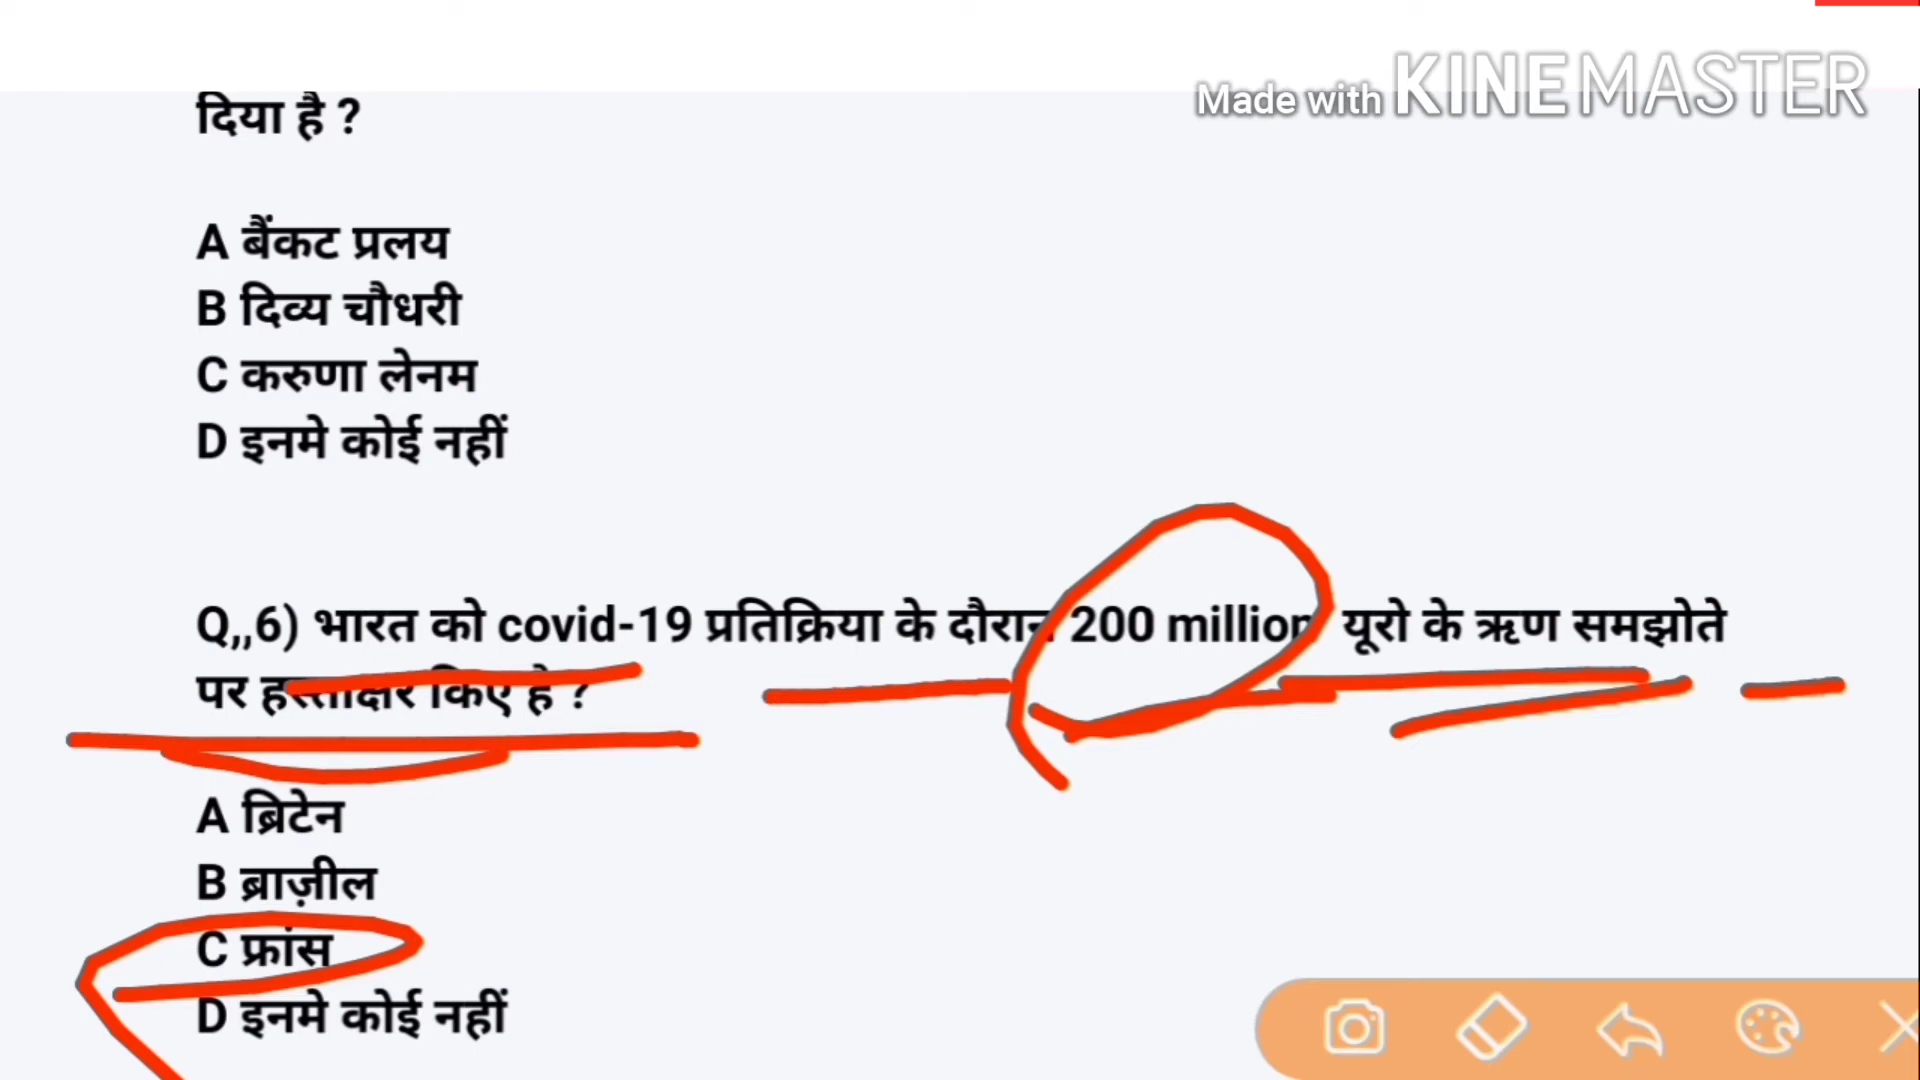 Made with KINEMASTER
दिया है ?
A बैंकट प्रलय
B दिव्य चौधरी
C करुणा लेनम
D इनमे कोई नहीं
Q,,6) भारत को covid-19 प्रतिक्रिया के दौरान 200 million यूरो के ऋण समझोते
पर हस्ताक्षर किए हे ?
A ब्रिटेन
B ब्राज़ील
C फ्रांस
D इनमे कोई नहीं